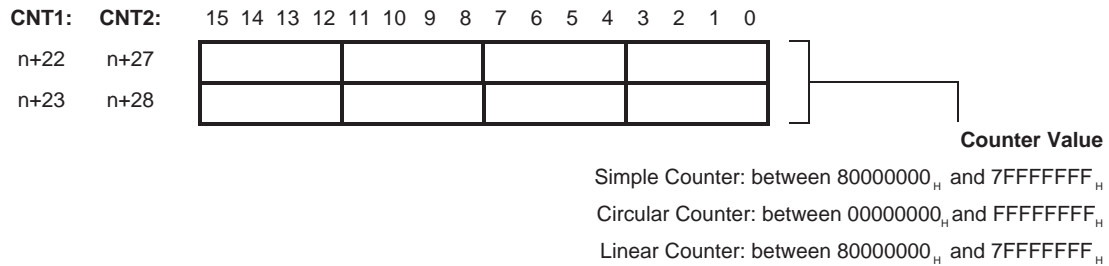 CNT1: CNT2: 15 14 13 12 11 10 9 8 7 6 5 4 3 2 1 0
n+22 n+27
n+23 n+28
Counter Value
Simple Counter: between 80000000H and 7FFFFFFFH
Circular Counter: between 00000000H and FFFFFFFFH
Linear Counter: between 80000000H and 7FFFFFFFH